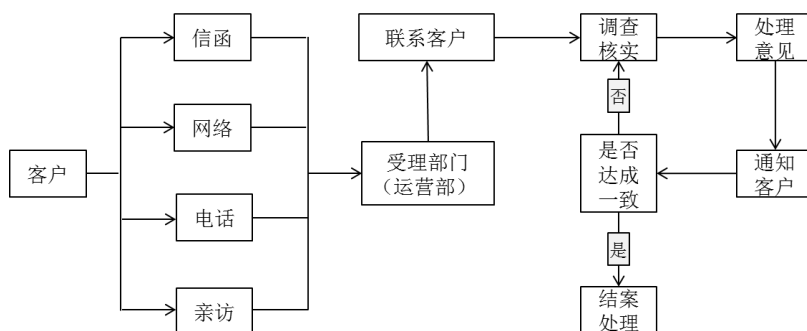 客户
信函
网络
电话
亲访
受理部门
（运营部）
联系客户
调查
核实
处理
意见
通知
客户
是否
达成
一致
否
是
结案
处理